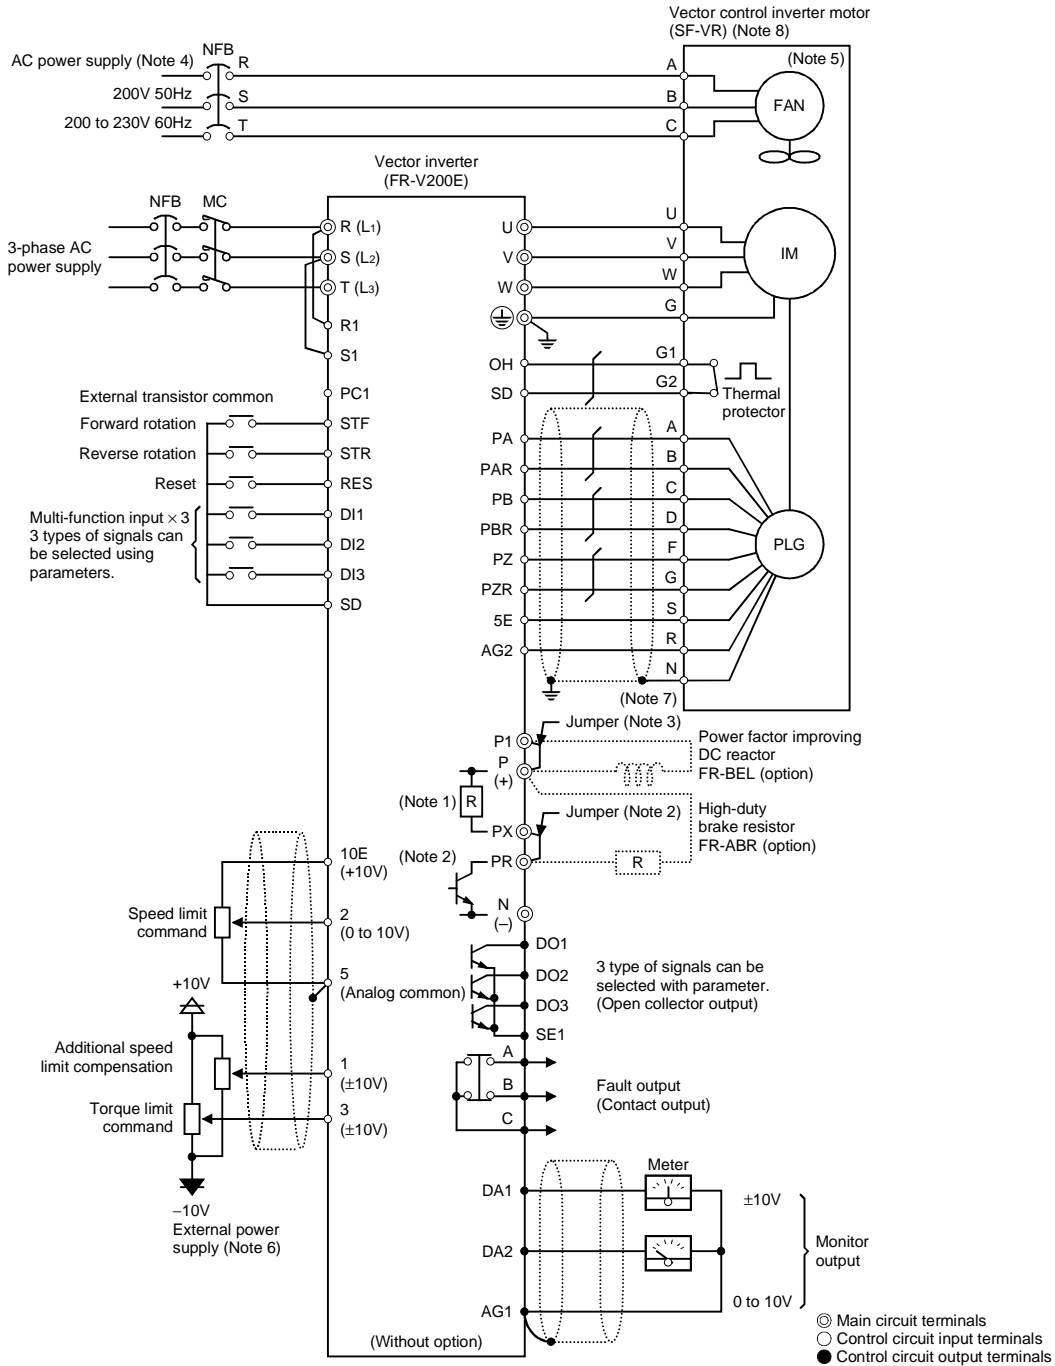 Vector control inverter motor
(SF-VR) (Note 8)
(Note 5)
AC power supply (Note 4)
NFB
R
A
200V 50Hz
S
B
FAN
200 to 230V 60Hz
T
C
Vector inverter
(FR-V200E)
NFB
MC
3-phase AC
power supply
R (L1)
S (L2)
T (L3)
R1
S1
U
V
W
U
V
W
G
IM
OH
SD
G1
G2
Thermal
protector
External transistor common
PC1
Forward rotation
STF
Reverse rotation
STR
Reset
RES
Multi-function input × 3
3 types of signals can
be selected using
parameters.
DI1
DI2
DI3
SD
PA
A
PAR
B
PB
C
PBR
D
PZ
F
PZR
G
5E
S
AG2
R
N
PLG
(Note 7)
P1
Jumper (Note 3)
Power factor improving
DC reactor
FR-BEL (option)
P
(+)
(Note 1)
R
PX
Jumper (Note 2)
High-duty
brake resistor
FR-ABR (option)
(Note 2)
PR
R
N
(–)
10E
(+10V)
Speed limit
command
2
(0 to 10V)
5
(Analog common)
+10V
Additional speed
limit compensation
1
(±10V)
Torque limit
command
3
(±10V)
–10V
External power
supply (Note 6)
DO1
DO2
DO3
SE1
3 type of signals can be
selected with parameter.
(Open collector output)
A
B
C
Fault output
(Contact output)
Meter
DA1
±10V
DA2
Monitor
output
AG1
0 to 10V
(Without option)
Main circuit terminals
Control circuit input terminals
Control circuit output terminals